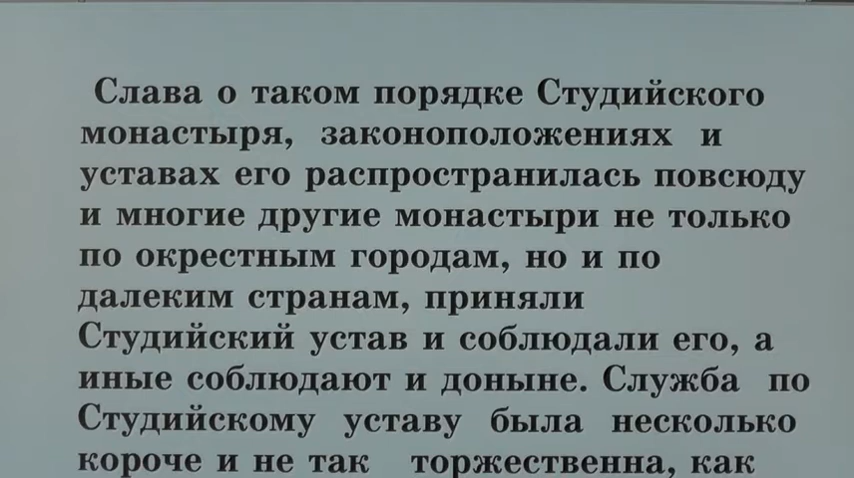 Слава о таком порядке Студийского
монастыря, законоположениях и
уставах его распространилась повсюду
и многие другие монастыри не только
по окрестным городам, но и по
далеким странам, приняли
Студийский устав и соблюдали его, а
иные соблюдают и доныне. Служба по
Студийскому уставу была несколько
короче и не так торжественна, как